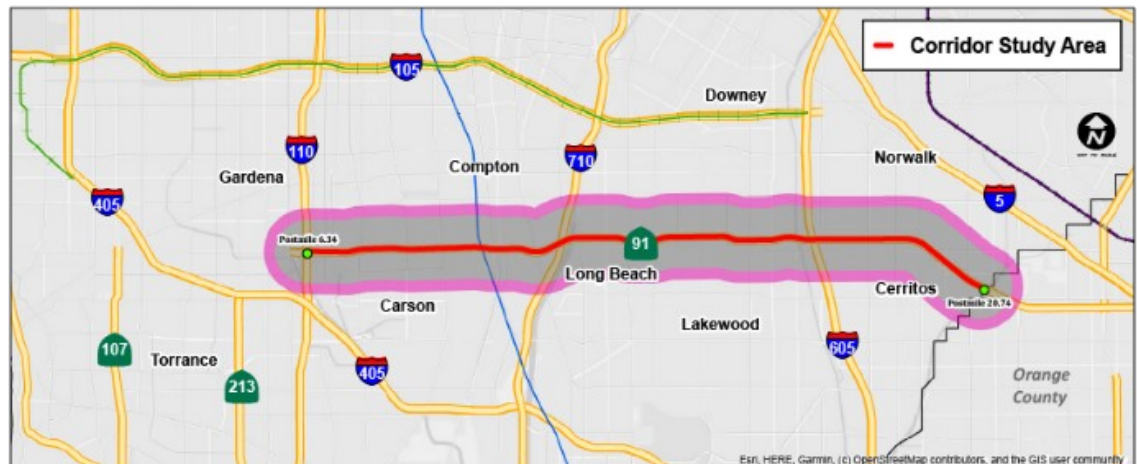 Corridor Study Area
105
Downey
N
110
710
Compton
Norwalk
Gardena
405
5
Postmile 6.34
91
Long Beach
Cerritos
Postmile 20.74
Carson
Lakewood
605
107
Torrance
405
213
Orange
County
Esri, HERE, Garmin, (c) OpenStreetMap contributors, and the GIS user community